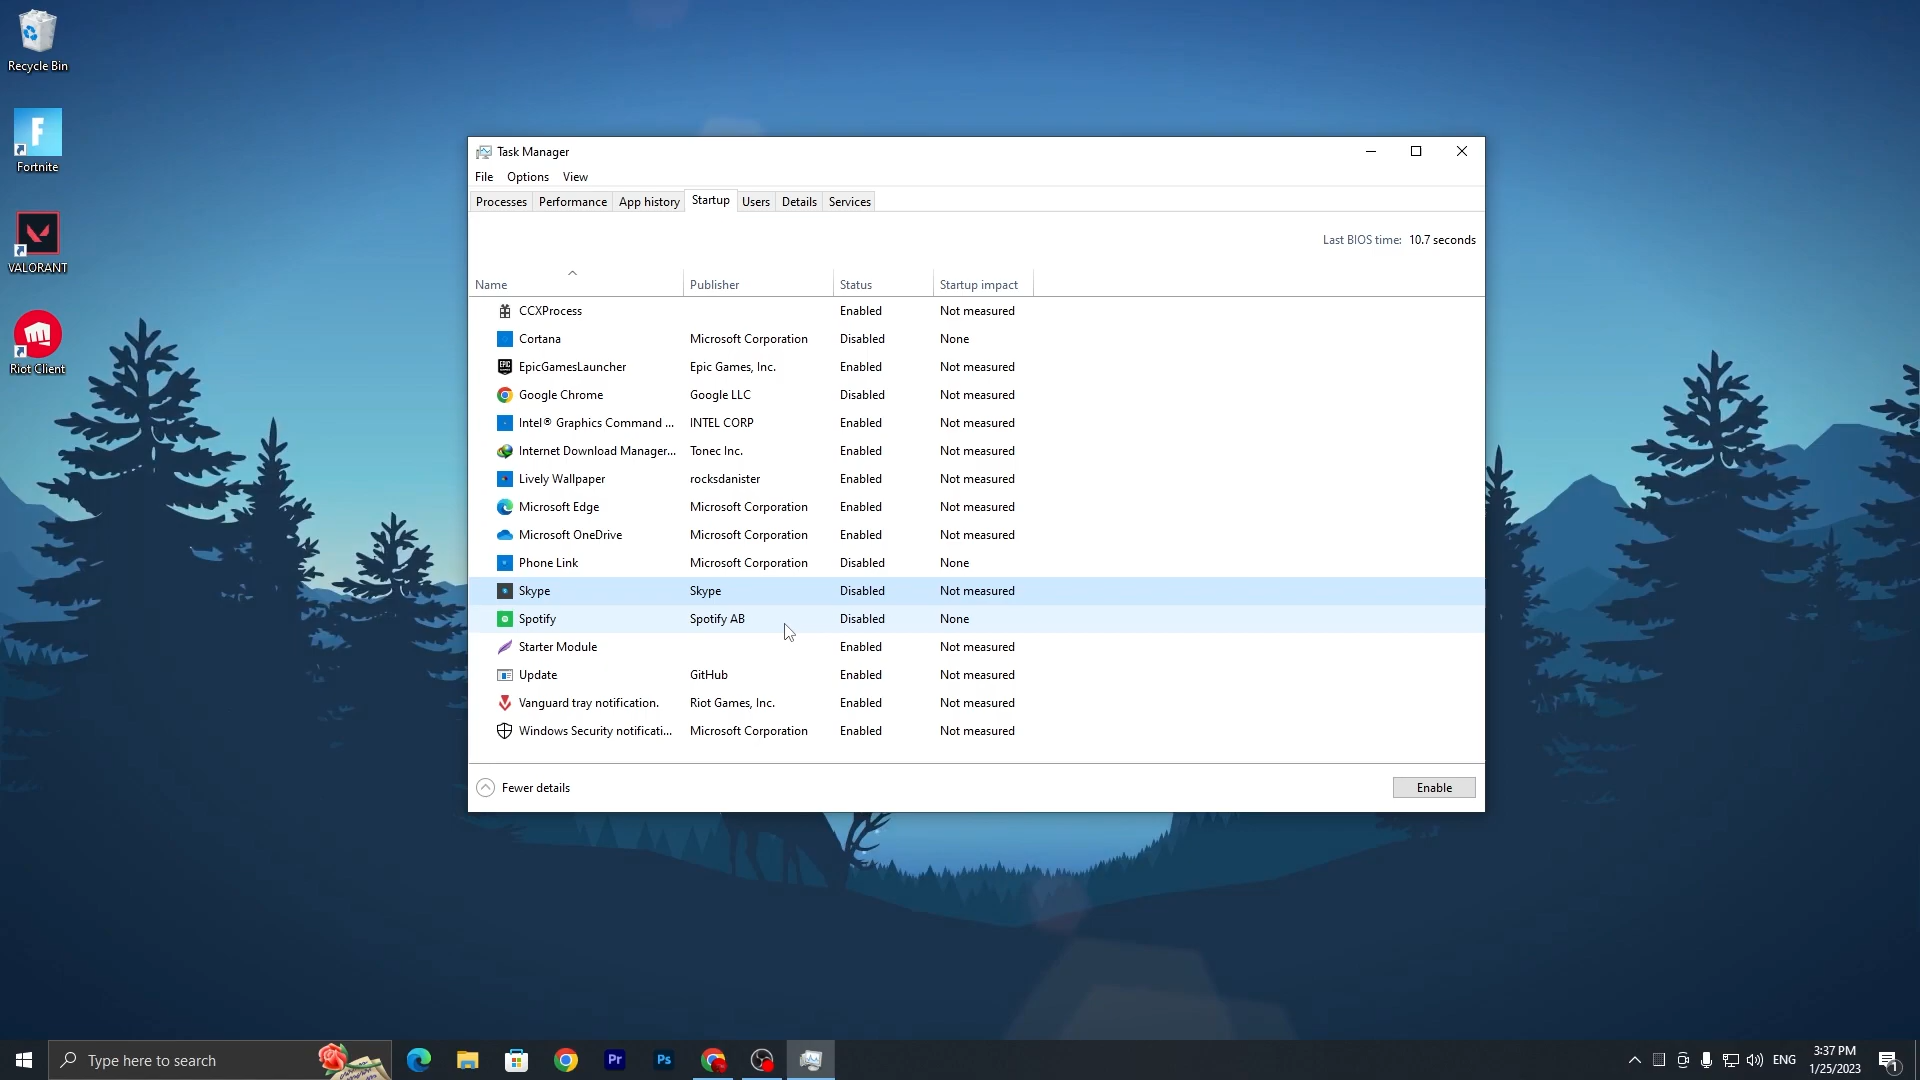 Recycle Bin
Fortnite
VALORANT
Riot Client
Task Manager
File Options View
Processes Performance App history Startup Users Details Services
Last BIOS time: 10.7 seconds
Name Publisher Status Startup impact
CCXProcess Enabled Not measured
Cortana Microsoft Corporation Disabled None
EpicGamesLauncher Epic Games, Inc. Enabled Not measured
Google Chrome Google LLC Disabled Not measured
Intel® Graphics Command ... INTEL CORP Enabled Not measured
Internet Download Manager... Tonec Inc. Enabled Not measured
Lively Wallpaper rocksdanister Enabled Not measured
Microsoft Edge Microsoft Corporation Enabled Not measured
Microsoft OneDrive Microsoft Corporation Enabled Not measured
Phone Link Microsoft Corporation Disabled None
Skype Skype Disabled Not measured
Spotify Spotify AB Disabled None
Starter Module Enabled Not measured
Update GitHub Enabled Not measured
Vanguard tray notification. Riot Games, Inc. Enabled Not measured
Windows Security notificati... Microsoft Corporation Enabled Not measured
Fewer details Enable
Type here to search
Pr
Ps
ENG
3:37 PM
1/25/2023
1